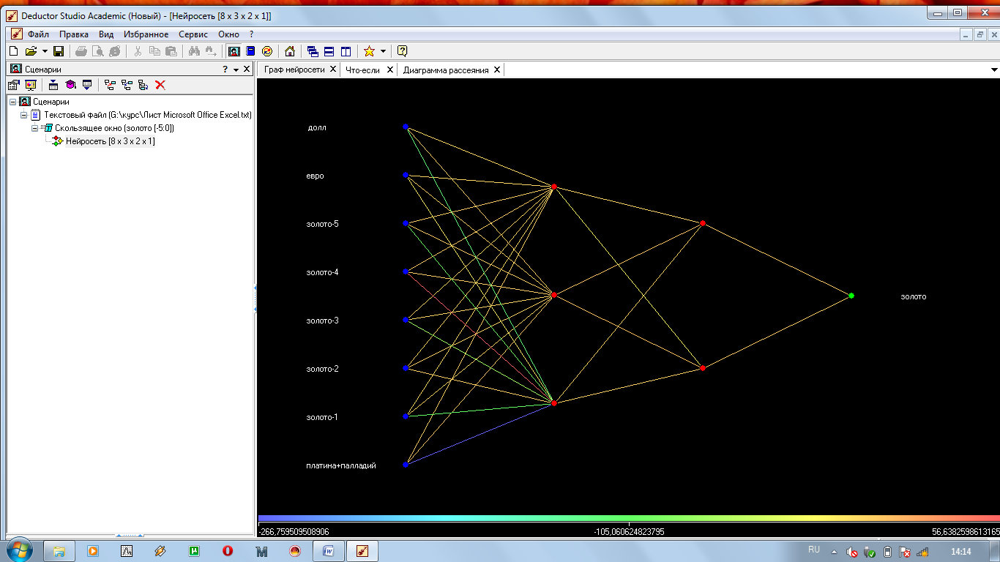 Deductor Studio Academic (Новый) - [Нейросеть [8 x 3 x 2 x 1]]
Файл Правка Вид Избранное Сервис Окно ?
Сценарии
Граф нейросети
Что-если
Диаграмма рассеяния
Сценарии
Текстовый файл (G:\курс\Лист Microsoft Office Excel.txt)
Скользящее окно (золото [-5:0])
Нейросеть [8 x 3 x 2 x 1]
долл
евро
золото-5
золото-4
золото-3
золото-2
золото-1
платина+палладий
золото
-266,759509508906
-105,060624823795
56,6382598613165
RU
14:14